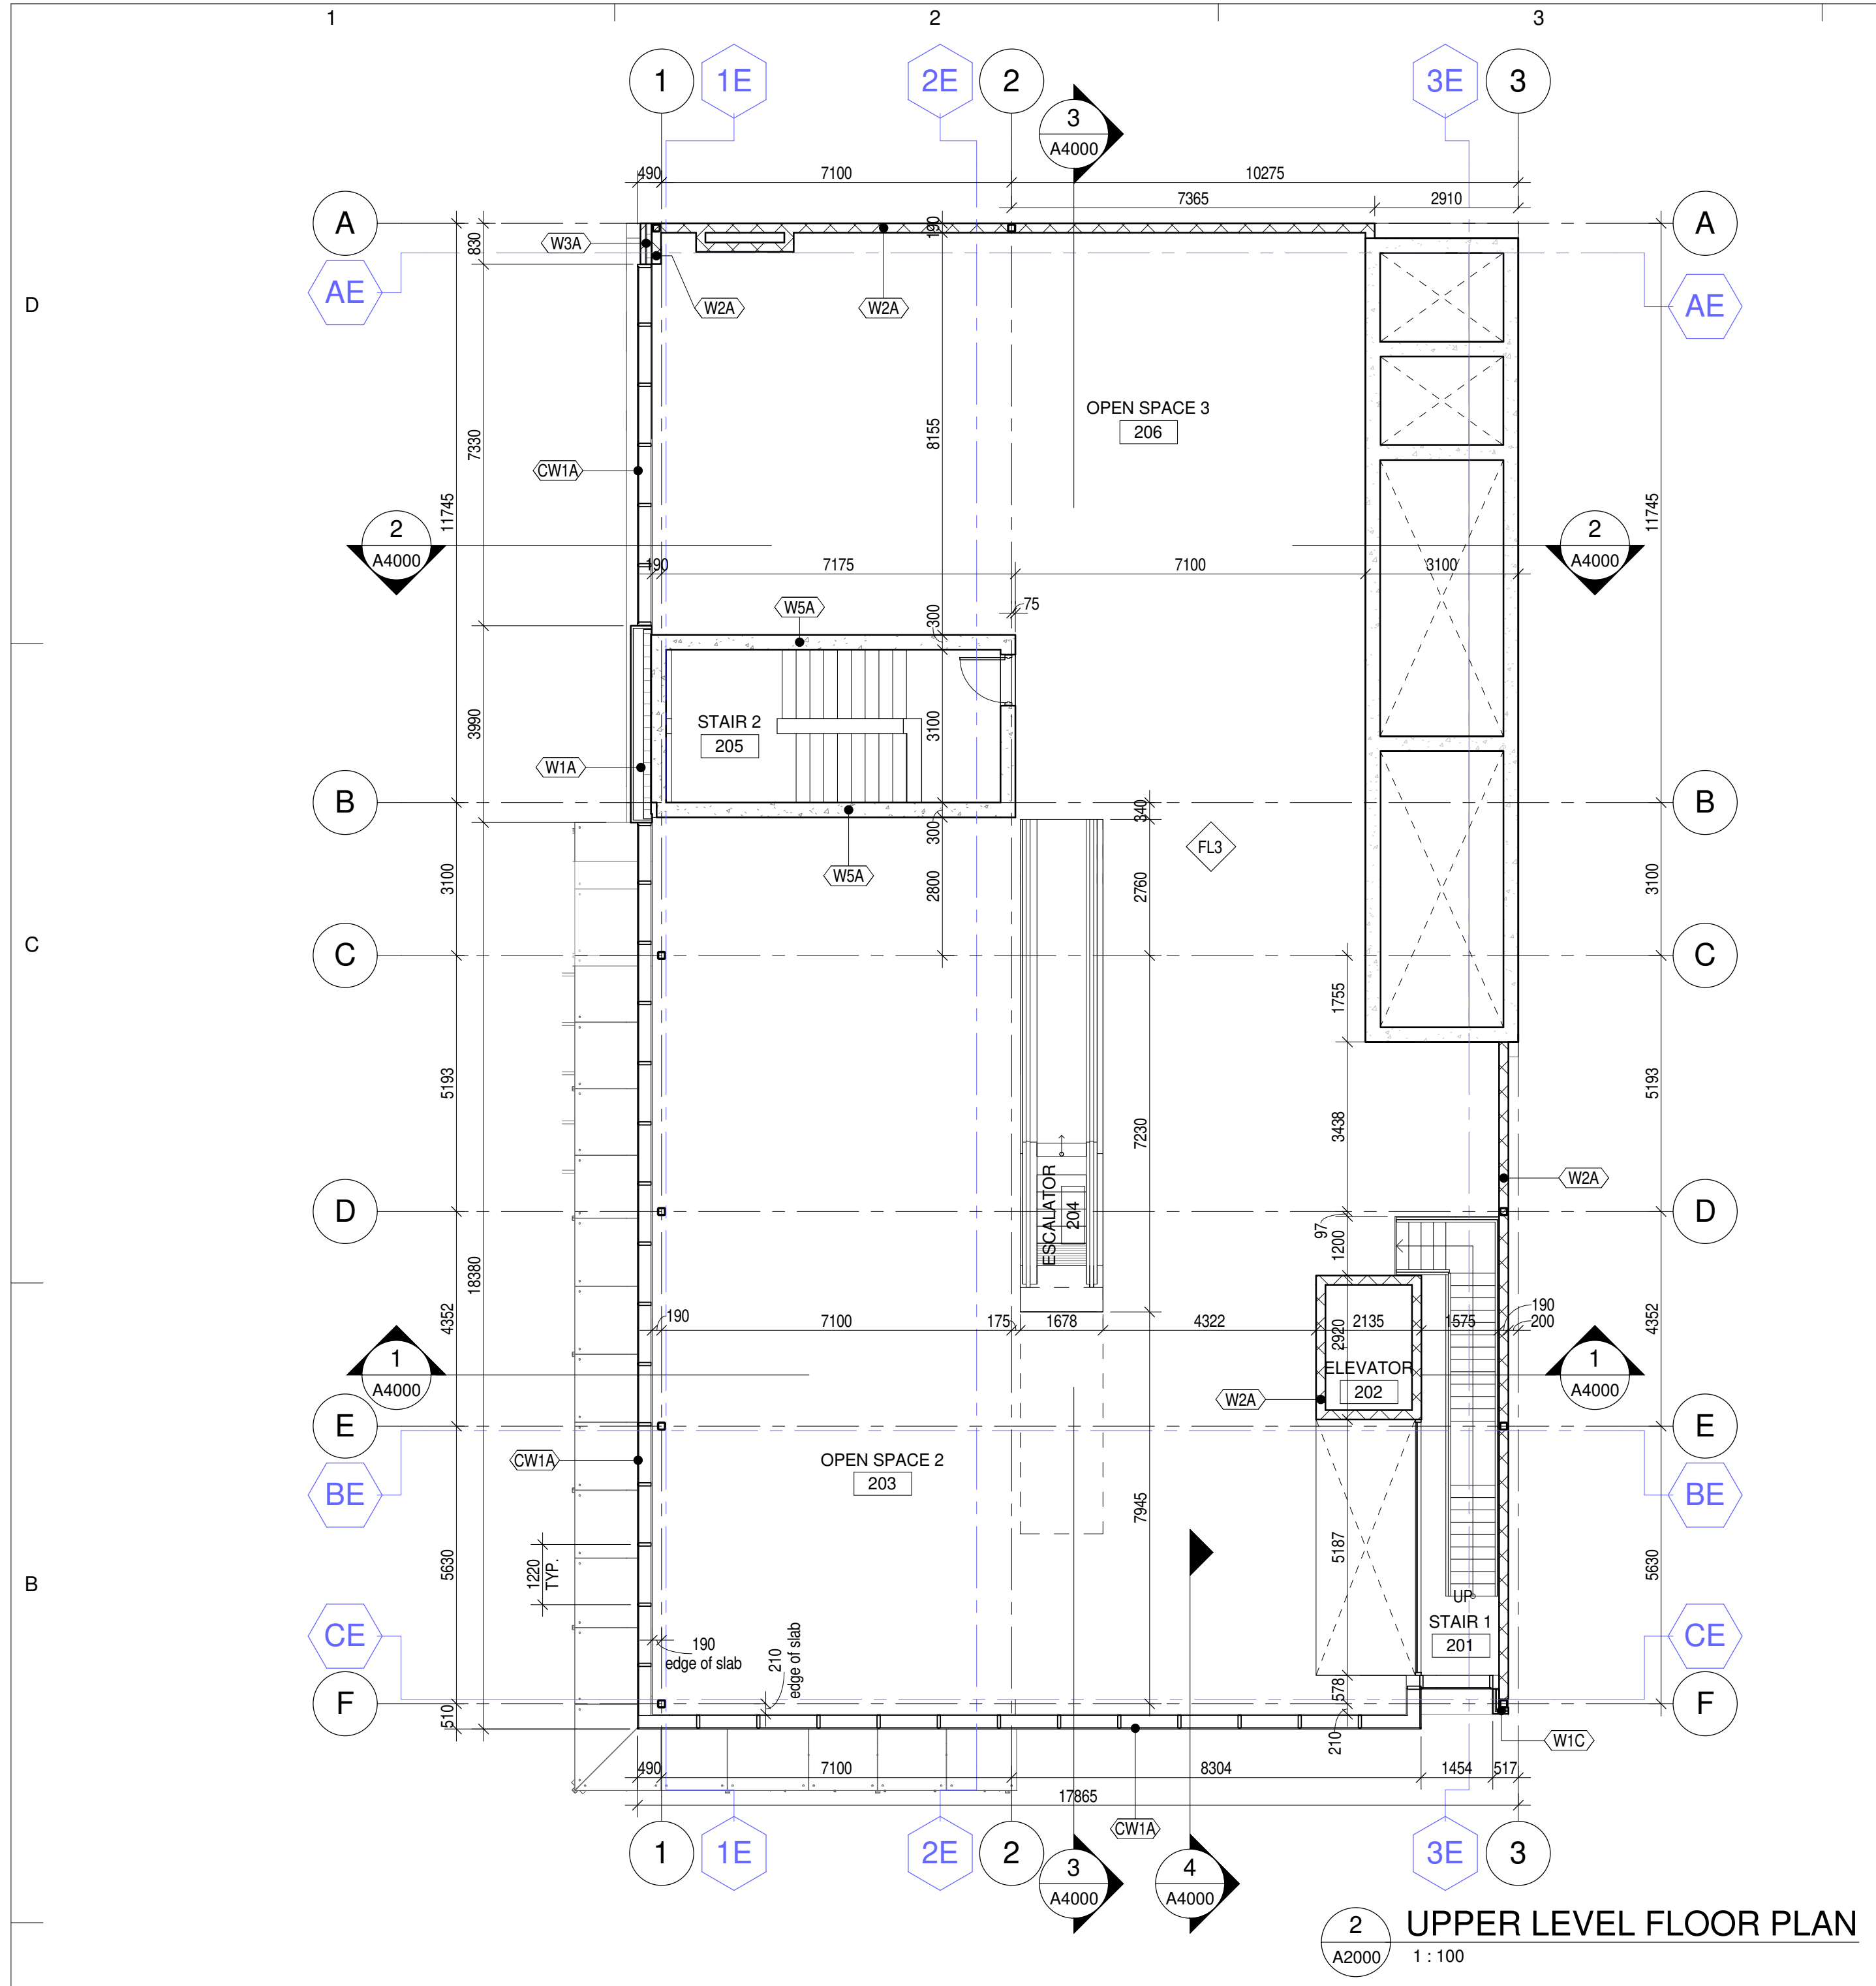 1 2 3
1 1E 2E 2 3E 3
3
A4000
490 7100 10275
7365 2910
A 830 W3A 190 A
AE W2A W2A AE
D
OPEN SPACE 3
206
7330 CW1A 8155
11745 11745
2
A4000
2
A4000
190 7175 7100 3100
W5A 300 75
3990 STAIR 2
205
3100
W1A
B 340 B
300 FL3
W5A
3100 2800 2760 3100
C
C C
1755
5193 5193
7230 3438
W2A
ESCALATOR
204
D D
97
1200
18380
4352 4352
190 7100 175 1678 4322 2135 1575 190
200
2920
1
A4000
1
A4000
ELEVATOR
202
W2A
E E
CW1A OPEN SPACE 2
203
BE BE
7945
5187
1220
TYP.
5630 5630
B
UP
STAIR 1
201
CE CE
190
edge of slab
210
edge of slab
F 510 578 F
210 W1C
490 7100 8304 1454 517
17865
CW1A
1 1E 2E 2 3E 3
3
A4000
4
A4000
2
A2000
UPPER LEVEL FLOOR PLAN
1 : 100